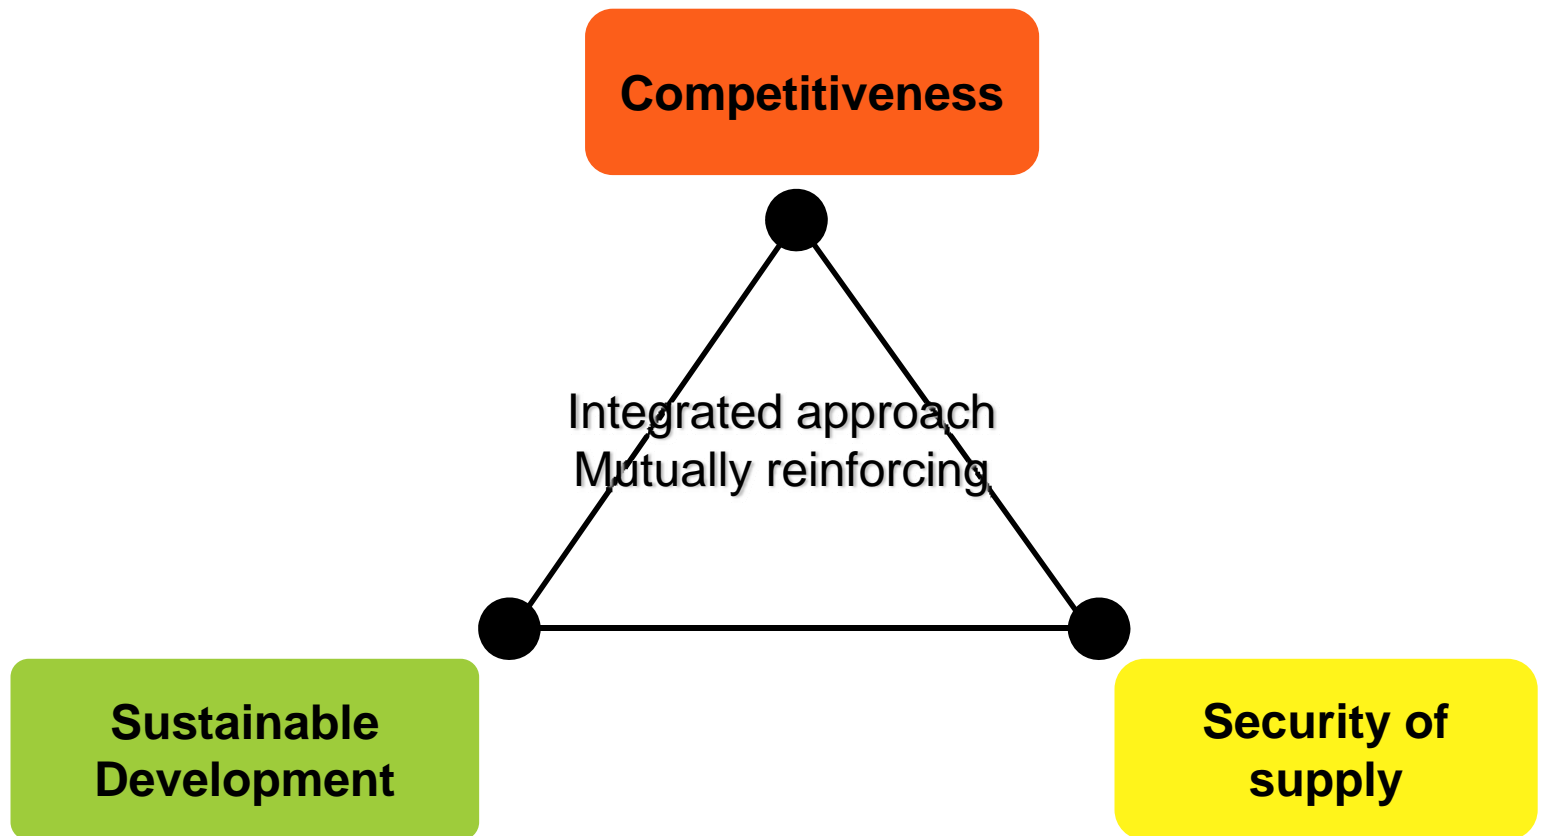 Competitiveness
Integrated approach
Mutually reinforcing
Sustainable
Development
Security of
supply